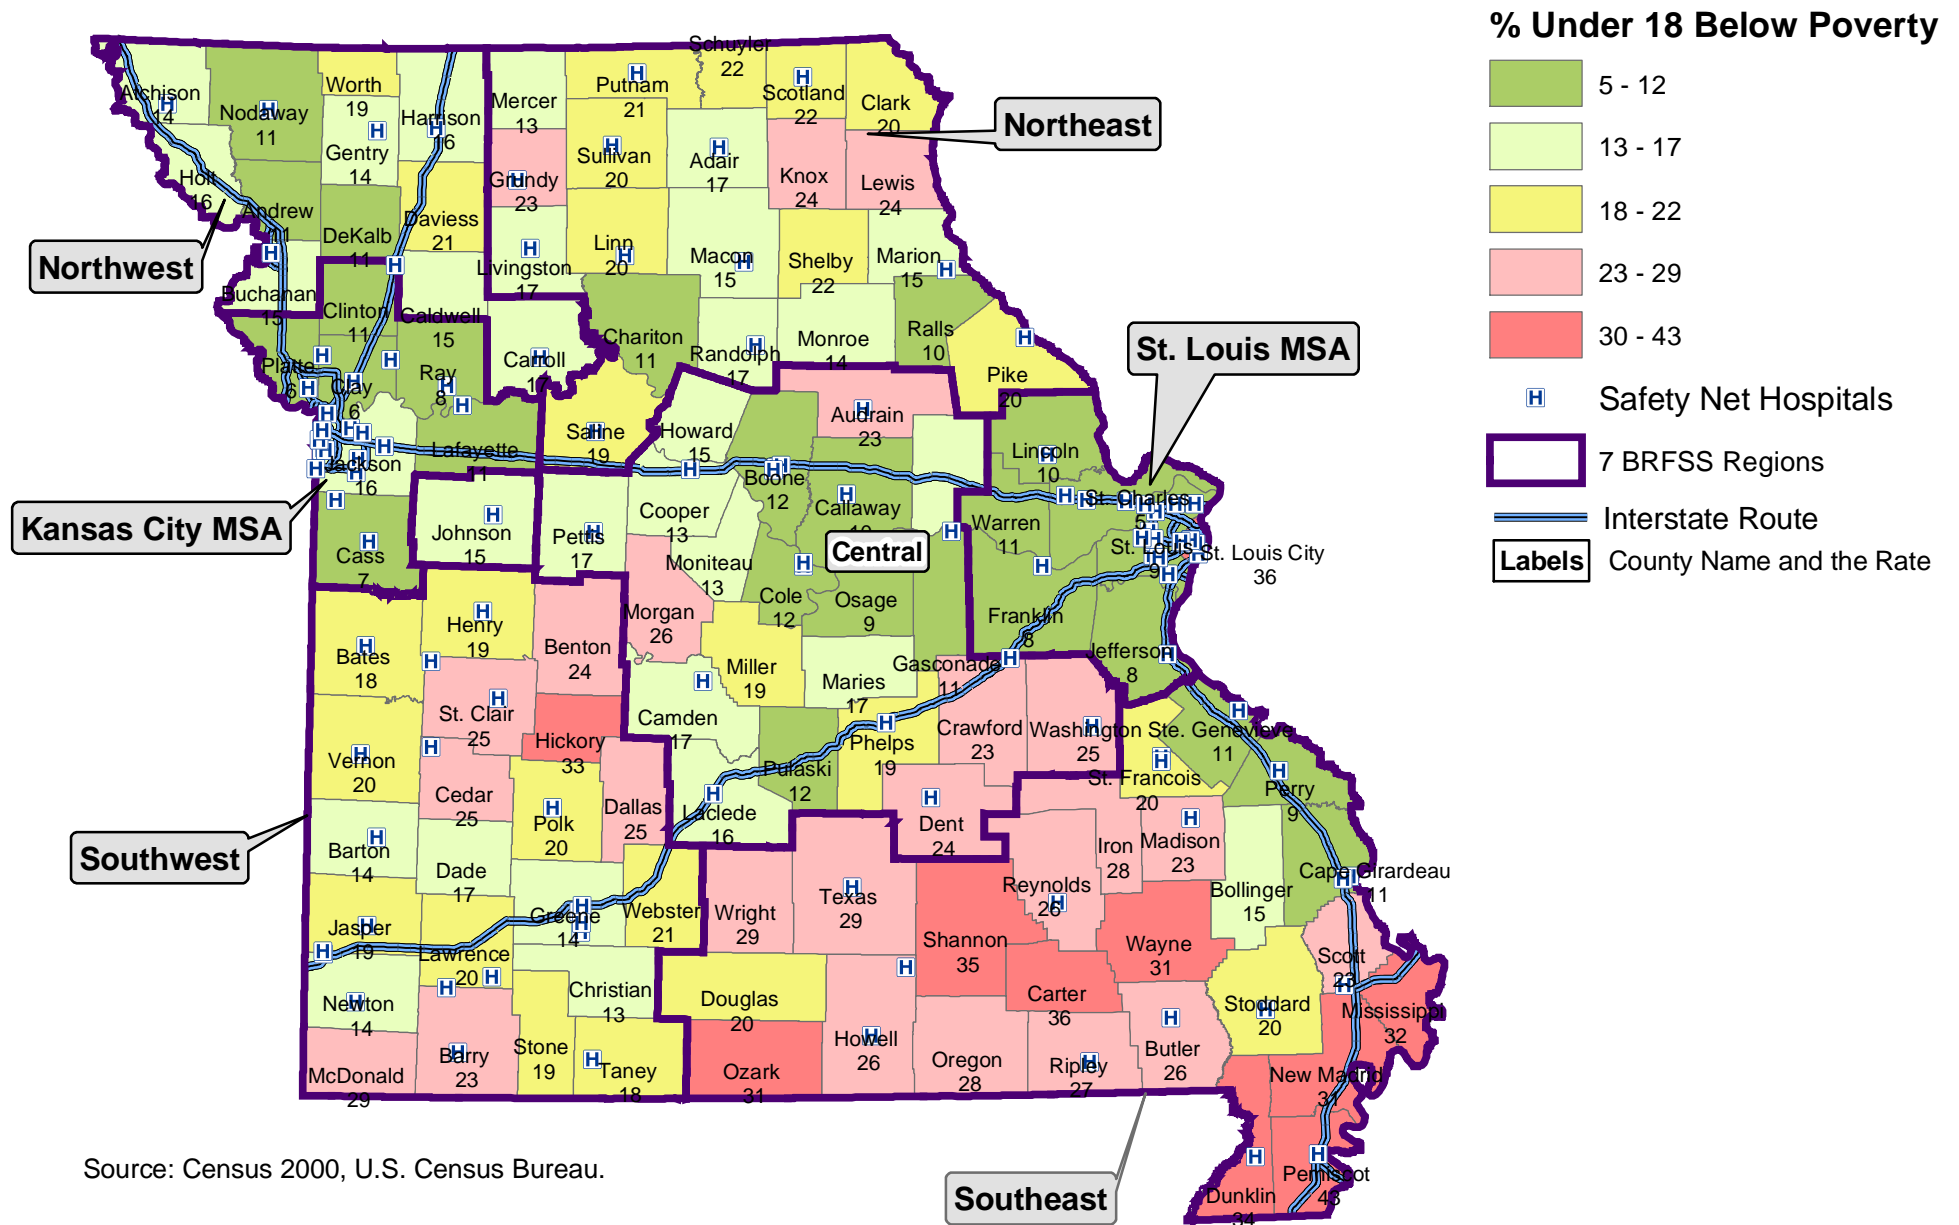 % Under 18 Below Poverty
5 - 12
13 - 17
18 - 22
23 - 29
30 - 43
H Safety Net Hospitals
7 BRFSS Regions
Interstate Route
Labels County Name and the Rate
Northwest
Northeast
St. Louis MSA
Kansas City MSA
Central
Southwest
Southeast
Atchison
14
Nodaway
11
Worth
19
Gentry
14
Harrison
16
Holt
16
Andrew
11
DeKalb
11
Daviess
21
Buchanan
15
Clinton
11
Caldwell
15
Mercer
13
Putnam
21
Schuyler
22
Scotland
22
Clark
20
Grundy
23
Sullivan
20
Adair
17
Knox
24
Lewis
24
Livingston
17
Linn
20
Macon
15
Shelby
22
Marion
15
Carroll
17
Chariton
11
Randolph
17
Monroe
14
Ralls
10
Pike
20
Platte
6
Clay
6
Ray
8
Jackson
16
Lafayette
11
Saline
19
Howard
15
Boone
12
Audrain
23
Callaway
Lincoln
10
St. Charles
5
Warren
11
St. Louis
9
St. Louis City
36
Cass
7
Johnson
15
Pettis
17
Cooper
13
Moniteau
13
Cole
12
Osage
9
Gasconade
11
Franklin
8
Jefferson
8
Bates
18
Henry
19
Benton
24
Morgan
26
Miller
19
Maries
17
St. Clair
25
Hickory
33
Camden
17
Pulaski
12
Phelps
19
Crawford
23
Washington
25
Ste. Genevieve
11
St. Francois
20
Perry
9
Vernon
20
Cedar
25
Polk
20
Dallas
25
Laclede
16
Dent
24
Iron
28
Madison
23
Barton
14
Dade
17
Greene
14
Webster
21
Wright
29
Texas
29
Reynolds
26
Bollinger
15
Cape Girardeau
11
Jasper
19
Lawrence
20
Christian
13
Douglas
20
Shannon
35
Wayne
31
Scott
23
Newton
14
Barry
23
Stone
19
Taney
18
Ozark
31
Howell
26
Oregon
28
Carter
36
Ripley
27
Butler
26
Stoddard
20
Mississippi
32
McDonald
29
New Madrid
31
Pemiscot
43
Dunklin
34
Source: Census 2000, U.S. Census Bureau.